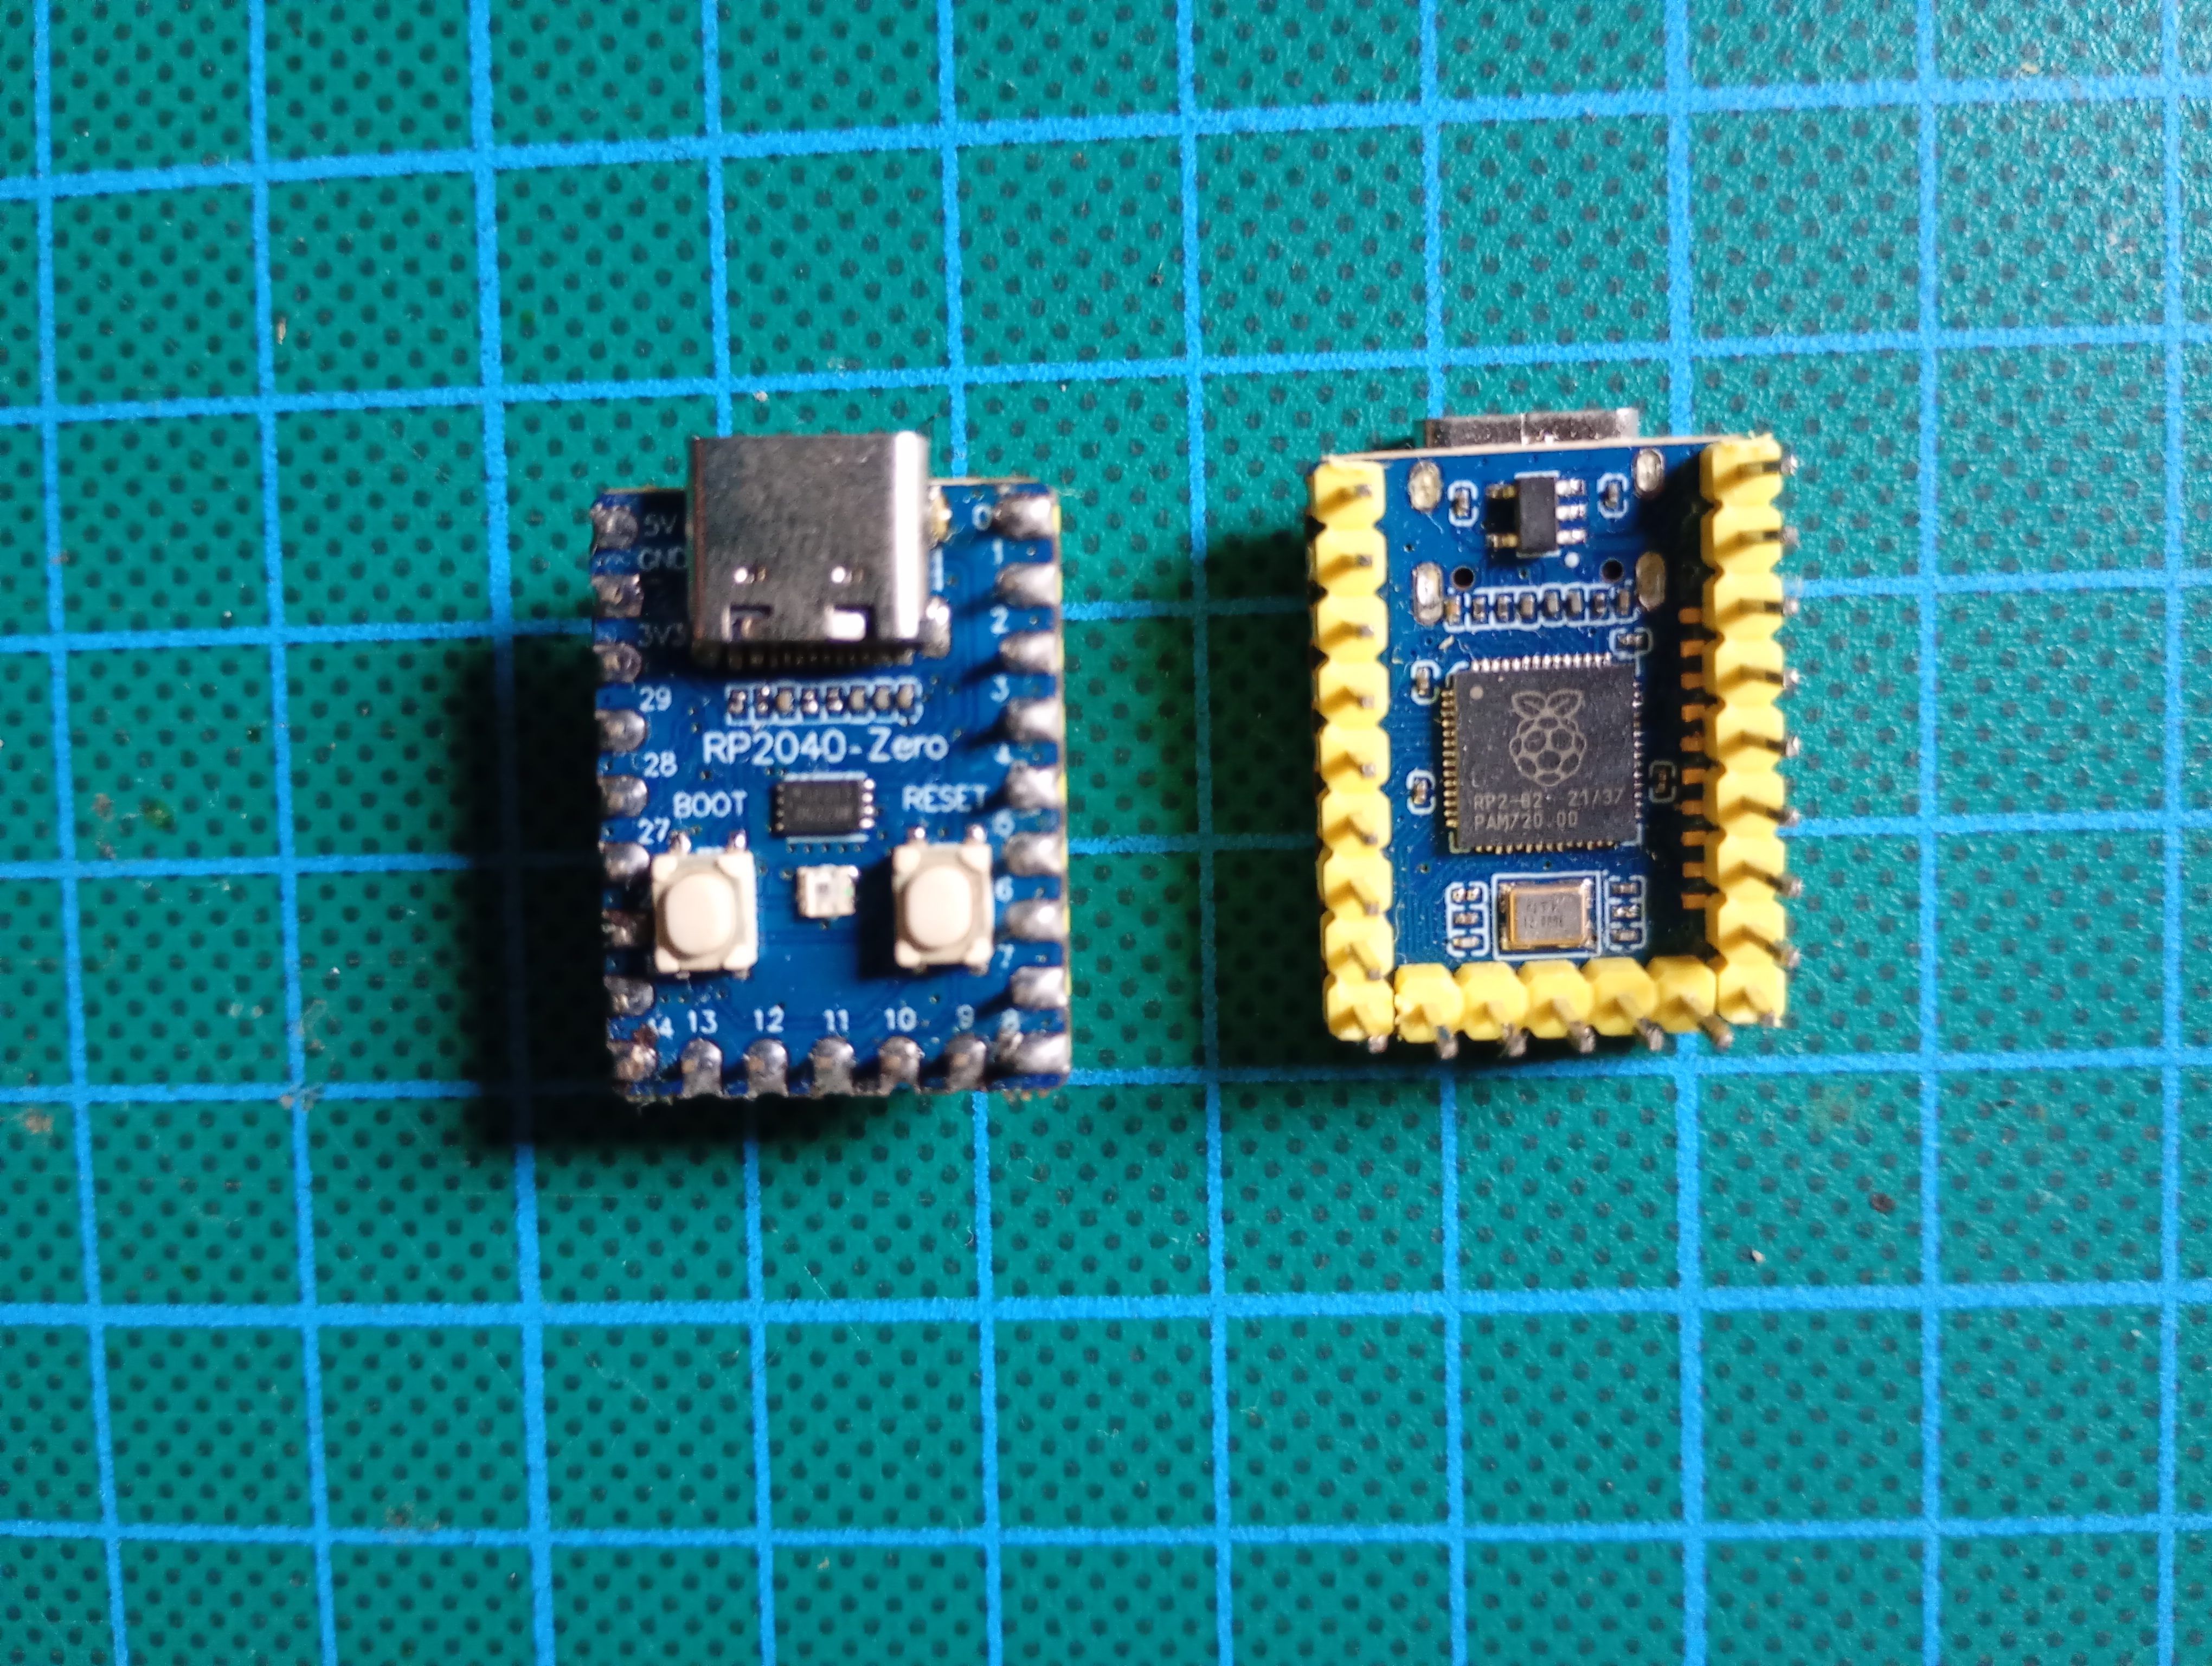 5V
GND
3V3
29
28
27
0
1
2
3
4
5
6
7
8
RP2040-Zero
BOOT
RESET
14 13 12 11 10 9
RP2-B2 21/37
PAM720.00